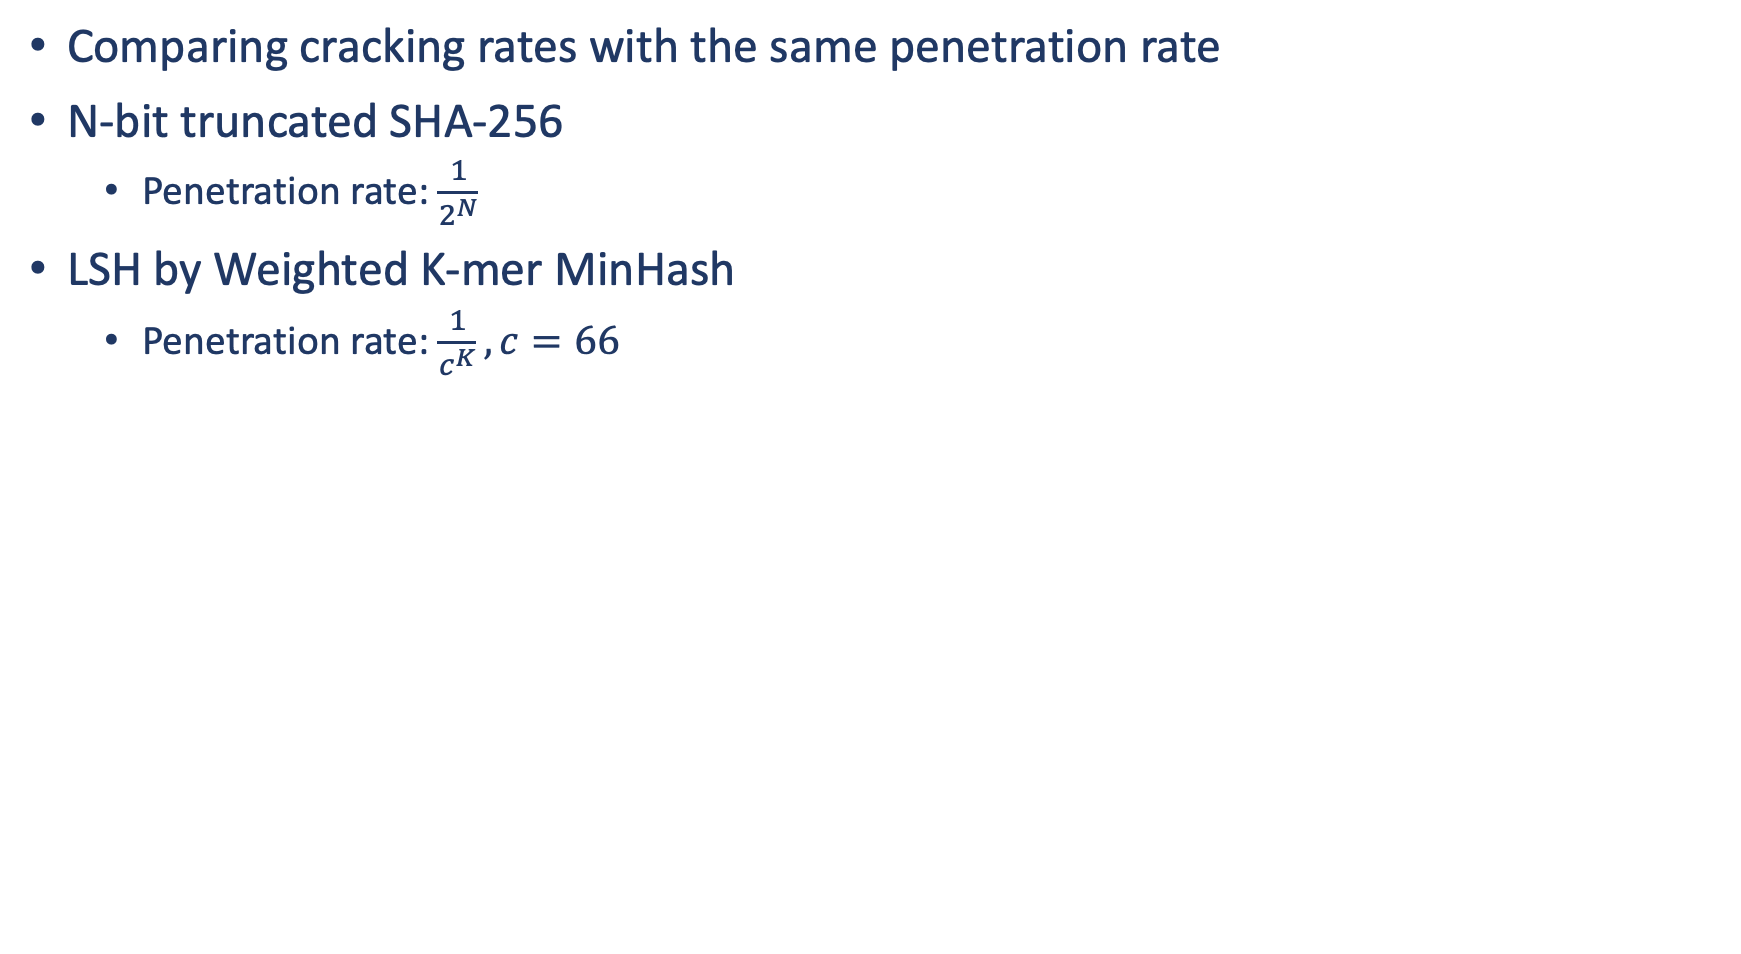 • Comparing cracking rates with the same penetration rate
• N-bit truncated SHA-256
• Penetration rate: 1/2^N
• LSH by Weighted K-mer MinHash
• Penetration rate: 1/c^K, c = 66